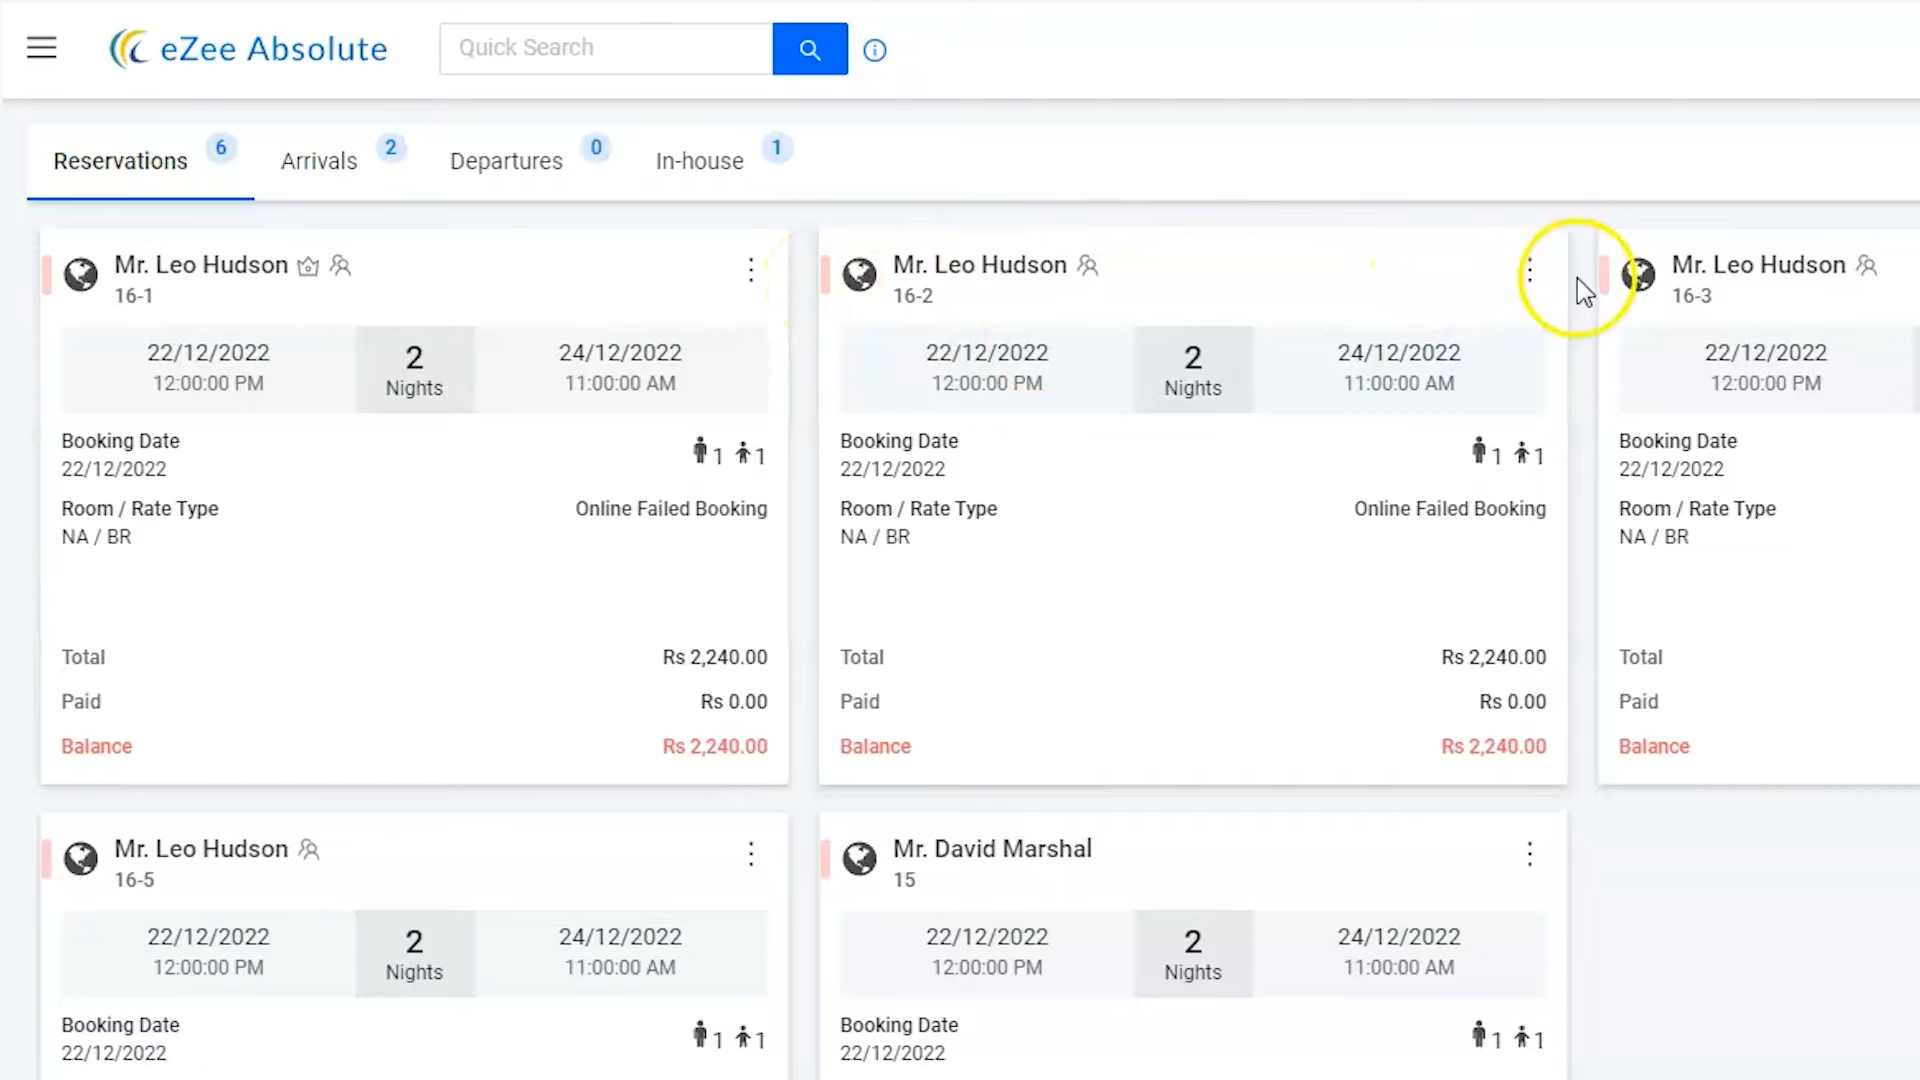 eZee Absolute
Quick Search
Reservations 6 Arrivals 2 Departures 0 In-house 1
Mr. Leo Hudson
16-1
22/12/2022
12:00:00 PM
2
Nights
24/12/2022
11:00:00 AM
Booking Date
22/12/2022
1 1
Room / Rate Type
NA / BR
Online Failed Booking
Total Rs 2,240.00
Paid Rs 0.00
Balance Rs 2,240.00
Mr. Leo Hudson
16-2
22/12/2022
12:00:00 PM
2
Nights
24/12/2022
11:00:00 AM
Booking Date
22/12/2022
1 1
Room / Rate Type
NA / BR
Online Failed Booking
Total Rs 2,240.00
Paid Rs 0.00
Balance Rs 2,240.00
Mr. Leo Hudson
16-3
22/12/2022
12:00:00 PM
Booking Date
22/12/2022
Room / Rate Type
NA / BR
Total
Paid
Balance
Mr. Leo Hudson
16-5
22/12/2022
12:00:00 PM
2
Nights
24/12/2022
11:00:00 AM
Booking Date
22/12/2022
1 1
Mr. David Marshal
15
22/12/2022
12:00:00 PM
2
Nights
24/12/2022
11:00:00 AM
Booking Date
22/12/2022
1 1